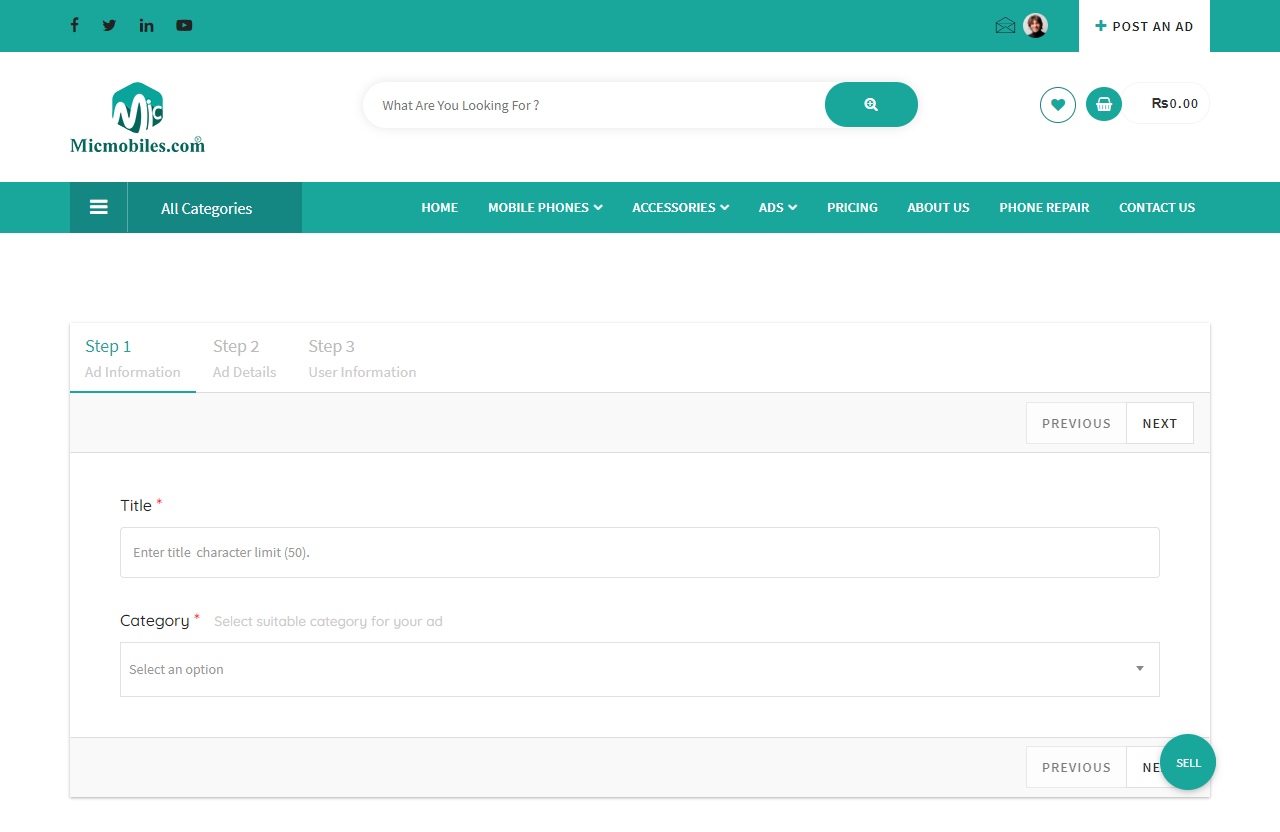 POST AN AD
Mic
Micmobiles.com®
What Are You Looking For ?
₨0.00
All Categories
HOME MOBILE PHONES ACCESSORIES ADS PRICING ABOUT US PHONE REPAIR CONTACT US
Step 1 Step 2 Step 3
Ad Information Ad Details User Information
PREVIOUS NEXT
Title *
Enter title character limit (50).
Category * Select suitable category for your ad
Select an option
PREVIOUS
SELL